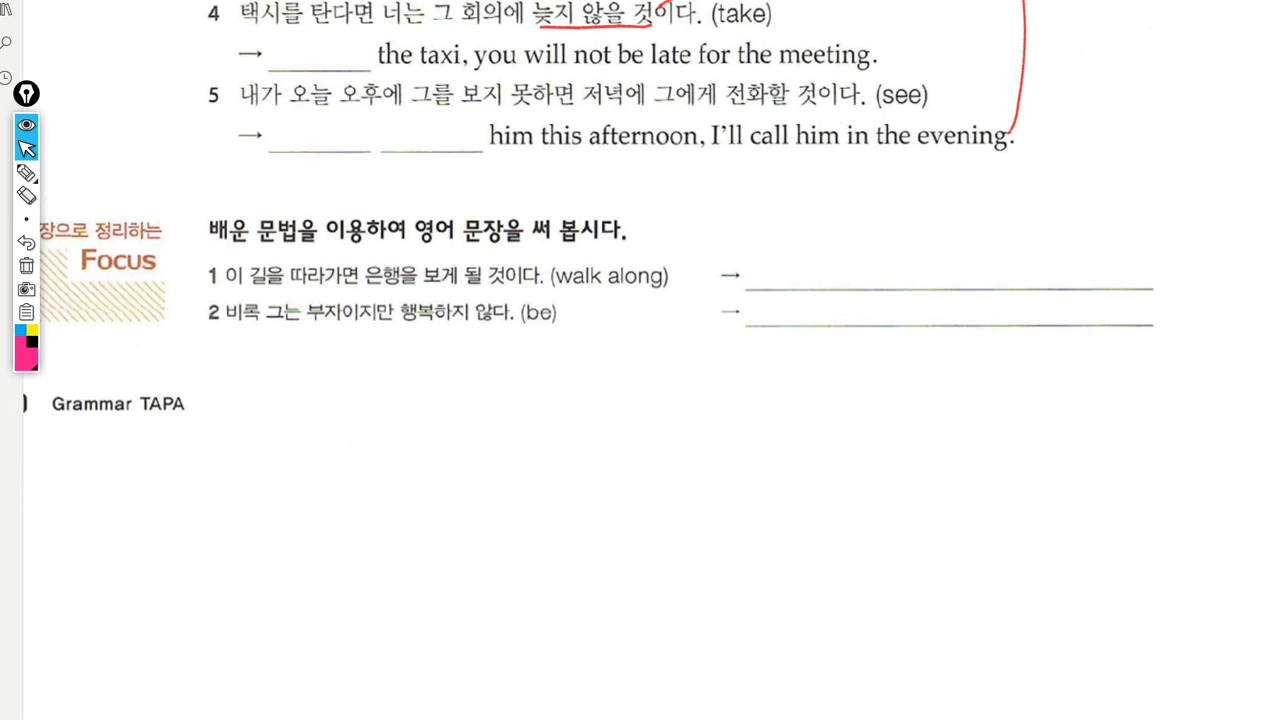 4 택시를 탄다면 너는 그 회의에 늦지 않을 것이다. (take)
→ ________ the taxi, you will not be late for the meeting.
5 내가 오늘 오후에 그를 보지 못하면 저녁에 그에게 전화할 것이다. (see)
→ ________ ________ him this afternoon, I'll call him in the evening.
장으로 정리하는
Focus
배운 문법을 이용하여 영어 문장을 써 봅시다.
1 이 길을 따라가면 은행을 보게 될 것이다. (walk along) →
2 비록 그는 부자이지만 행복하지 않다. (be) →
Grammar TAPA